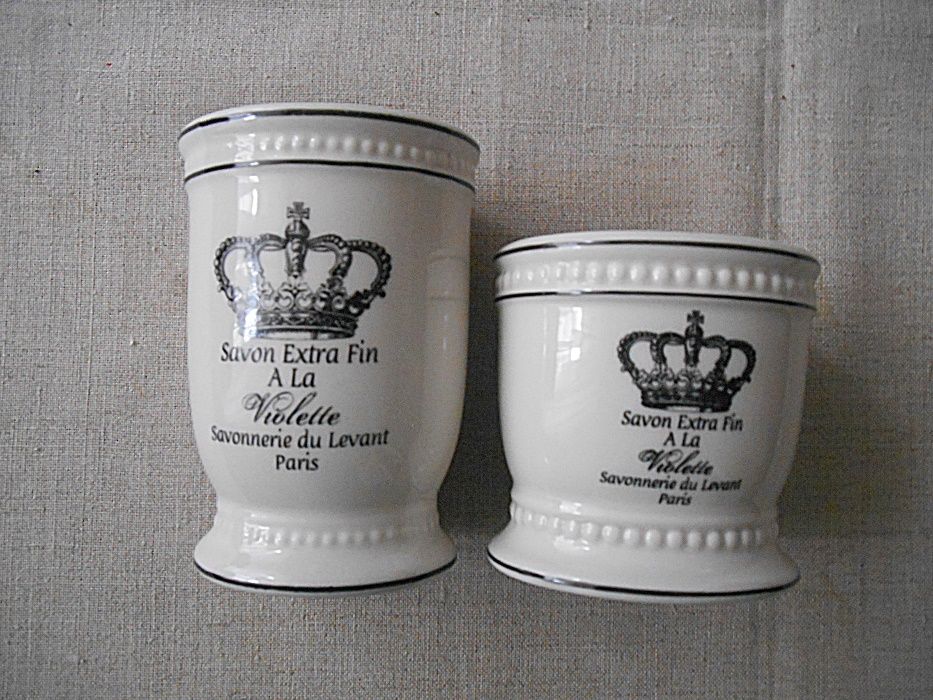 Savon Extra Fin
A La
Violette
Savonnerie du Levant
Paris
Savon Extra Fin
A La
Violette
Savonnerie du Levant
Paris